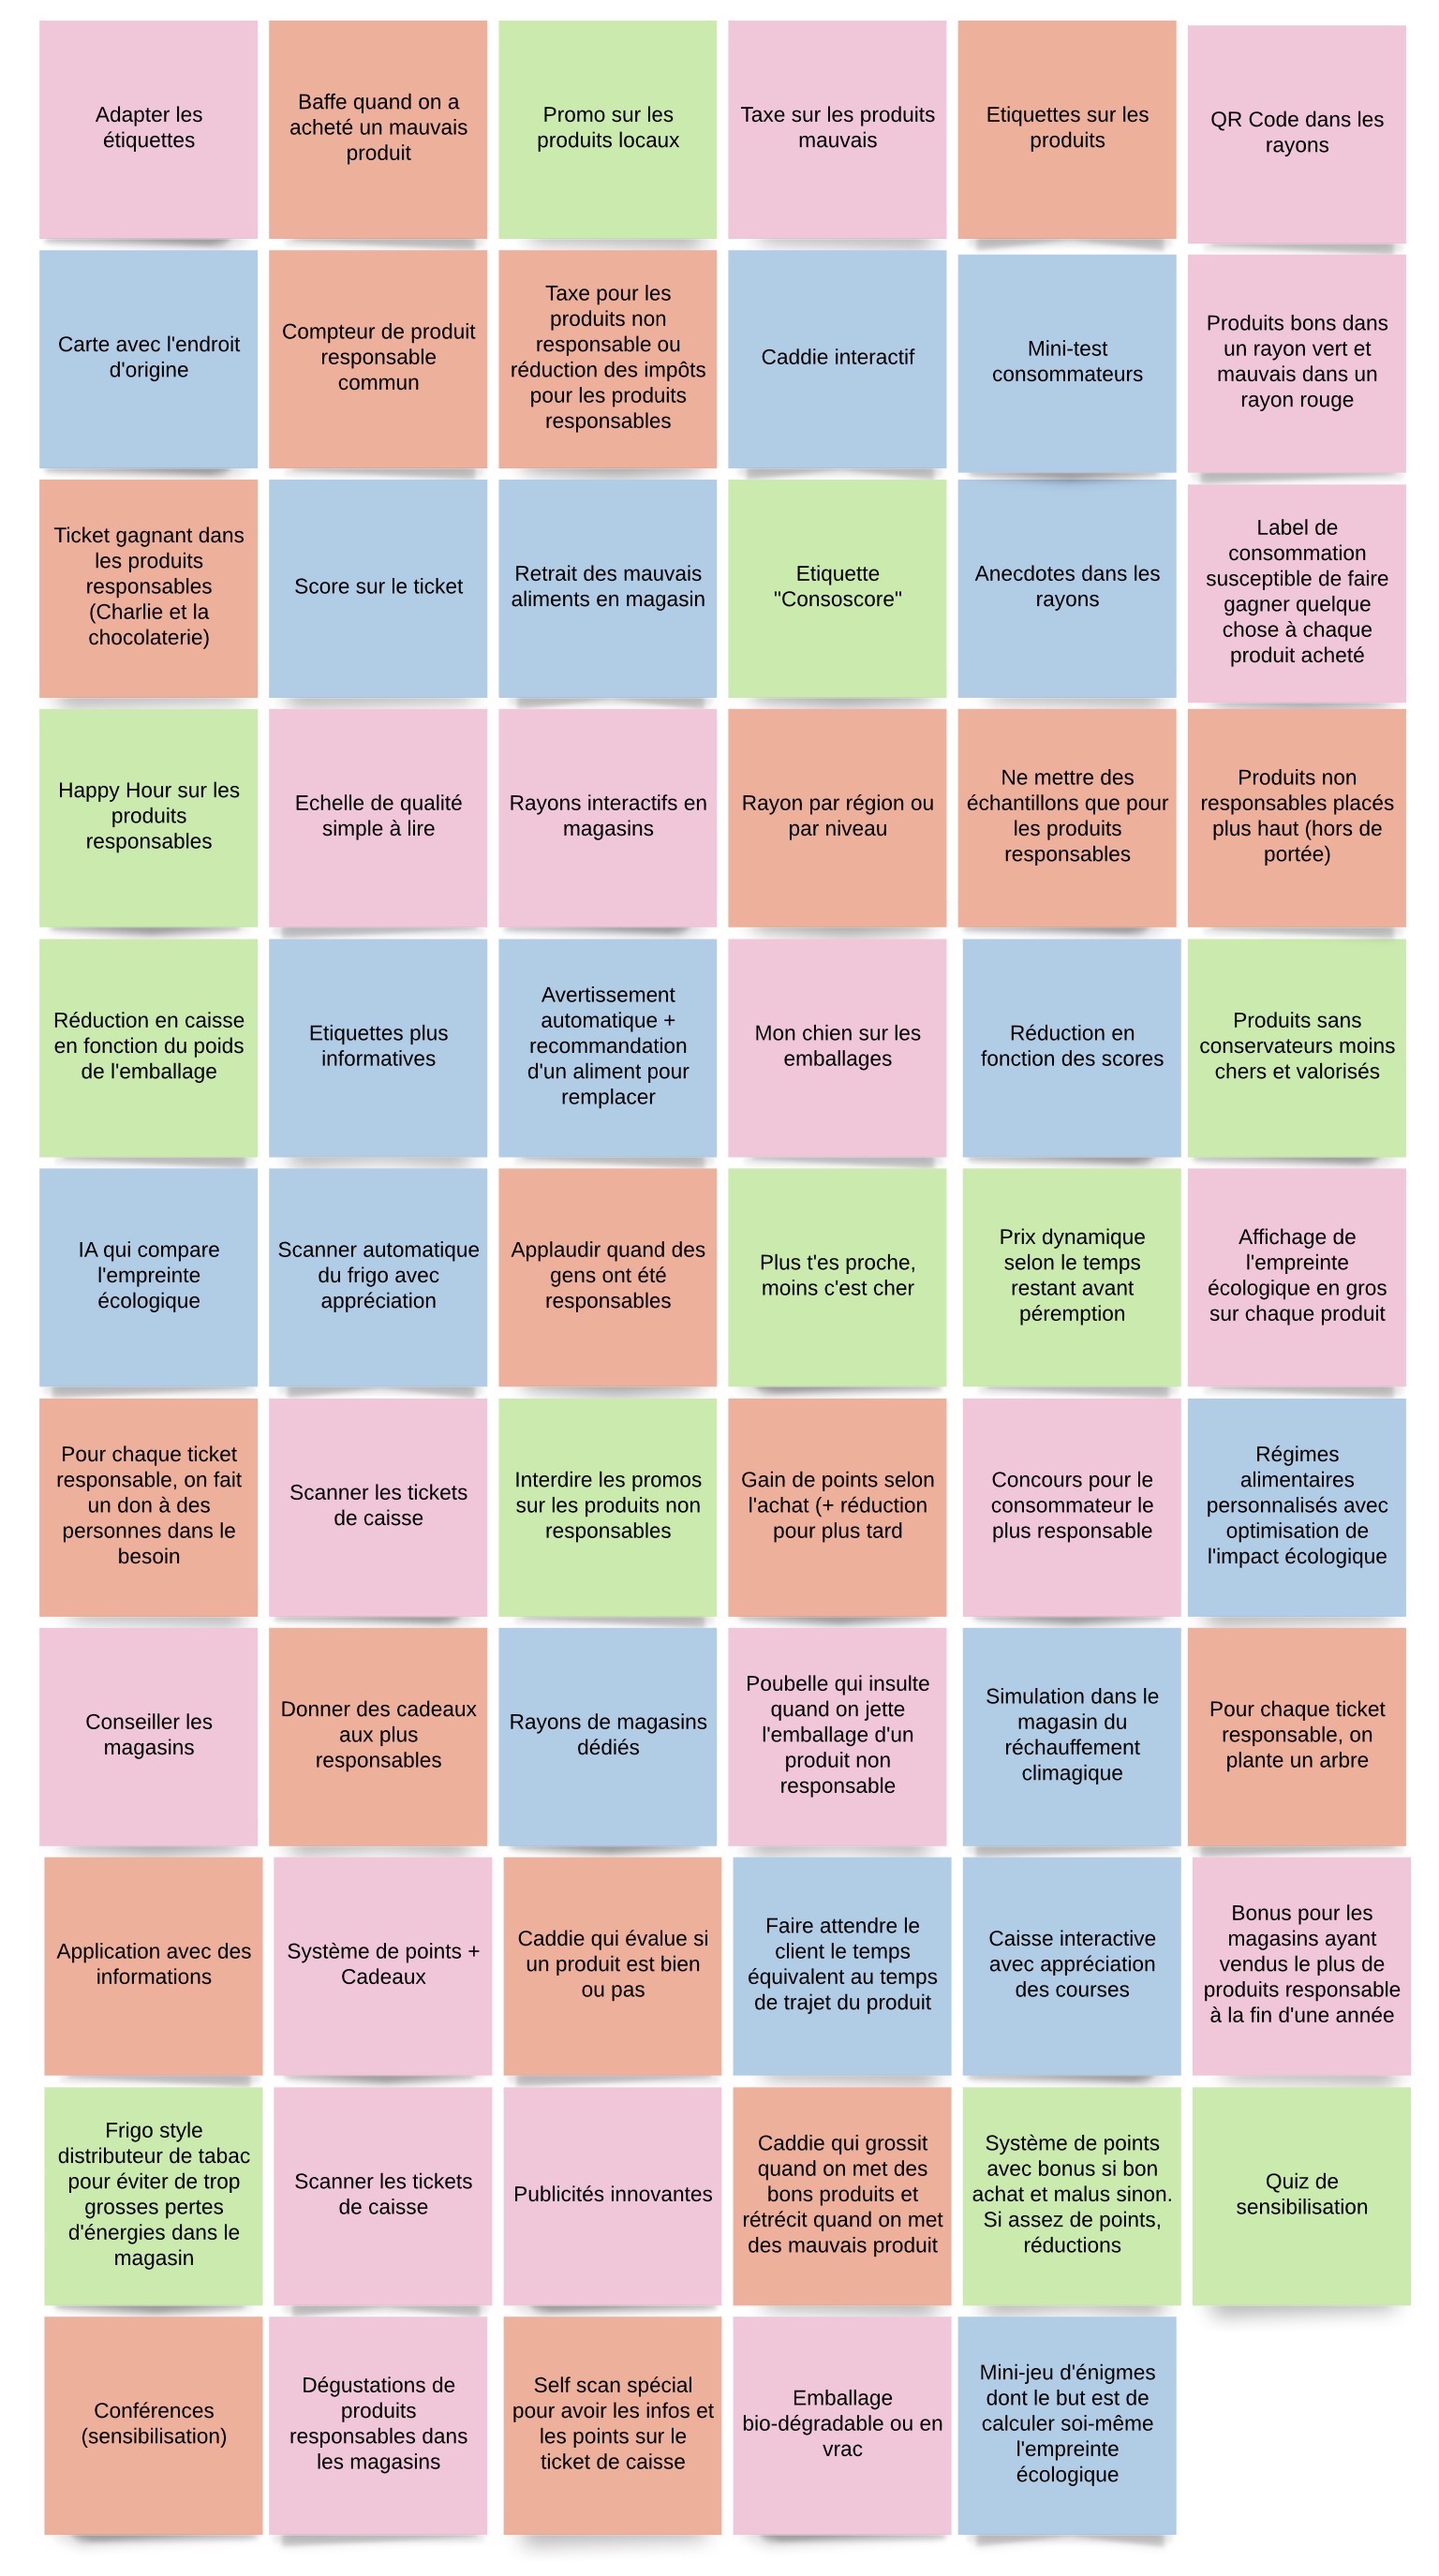 Adapter les
étiquettes
Baffe quand on a
acheté un mauvais
produit
Promo sur les
produits locaux
Taxe sur les produits
mauvais
Etiquettes sur les
produits
QR Code dans les
rayons
Carte avec l'endroit
d'origine
Compteur de produit
responsable
commun
Taxe pour les
produits non
responsable ou
réduction des impôts
pour les produits
responsables
Caddie interactif
Mini-test
consommateurs
Produits bons dans
un rayon vert et
mauvais dans un
rayon rouge
Ticket gagnant dans
les produits
responsables
(Charlie et la
chocolaterie)
Score sur le ticket
Retrait des mauvais
aliments en magasin
Etiquette
"Consoscore"
Anecdotes dans les
rayons
Label de
consommation
susceptible de faire
gagner quelque
chose à chaque
produit acheté
Happy Hour sur les
produits
responsables
Echelle de qualité
simple à lire
Rayons interactifs en
magasins
Rayon par région ou
par niveau
Ne mettre des
échantillons que pour
les produits
responsables
Produits non
responsables placés
plus haut (hors de
portée)
Réduction en caisse
en fonction du poids
de l'emballage
Etiquettes plus
informatives
Avertissement
automatique +
recommandation
d'un aliment pour
remplacer
Mon chien sur les
emballages
Réduction en
fonction des scores
Produits sans
conservateurs moins
chers et valorisés
IA qui compare
l'empreinte
écologique
Scanner automatique
du frigo avec
appréciation
Applaudir quand des
gens ont été
responsables
Plus t'es proche,
moins c'est cher
Prix dynamique
selon le temps
restant avant
péremption
Affichage de
l'empreinte
écologique en gros
sur chaque produit
Pour chaque ticket
responsable, on fait
un don à des
personnes dans le
besoin
Scanner les tickets
de caisse
Interdire les promos
sur les produits non
responsables
Gain de points selon
l'achat (+ réduction
pour plus tard
Concours pour le
consommateur le
plus responsable
Régimes
alimentaires
personnalisés avec
optimisation de
l'impact écologique
Conseiller les
magasins
Donner des cadeaux
aux plus
responsables
Rayons de magasins
dédiés
Poubelle qui insulte
quand on jette
l'emballage d'un
produit non
responsable
Simulation dans le
magasin du
réchauffement
climagique
Pour chaque ticket
responsable, on
plante un arbre
Application avec des
informations
Système de points +
Cadeaux
Caddie qui évalue si
un produit est bien
ou pas
Faire attendre le
client le temps
équivalent au temps
de trajet du produit
Caisse interactive
avec appréciation
des courses
Bonus pour les
magasins ayant
vendus le plus de
produits responsable
à la fin d'une année
Frigo style
distributeur de tabac
pour éviter de trop
grosses pertes
d'énergies dans le
magasin
Scanner les tickets
de caisse
Publicités innovantes
Caddie qui grossit
quand on met des
bons produits et
rétrécit quand on met
des mauvais produit
Système de points
avec bonus si bon
achat et malus sinon.
Si assez de points,
réductions
Quiz de
sensibilisation
Conférences
(sensibilisation)
Dégustations de
produits
responsables dans
les magasins
Self scan spécial
pour avoir les infos et
les points sur le
ticket de caisse
Emballage
bio-dégradable ou en
vrac
Mini-jeu d'énigmes
dont le but est de
calculer soi-même
l'empreinte
écologique